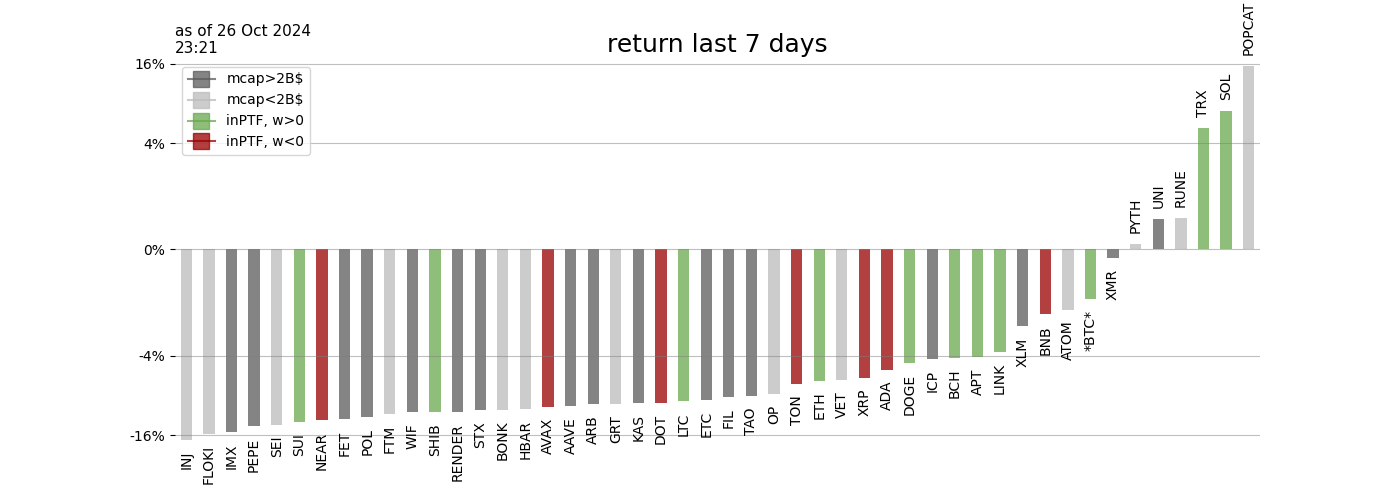 as of 26 Oct 2024
23:21
return last 7 days
mcap>2B$
mcap<2B$
inPTF, w>0
inPTF, w<0
16%
4%
0%
-4%
-16%
INJ
FLOKI
IMX
PEPE
SEI
SUI
NEAR
FET
POL
FTM
WIF
SHIB
RENDER
STX
BONK
HBAR
AVAX
AAVE
ARB
GRT
KAS
DOT
LTC
ETC
FIL
TAO
OP
TON
ETH
VET
XRP
ADA
DOGE
ICP
BCH
APT
LINK
XLM
BNB
ATOM
*BTC*
XMR
PYTH
UNI
RUNE
TRX
SOL
POPCAT